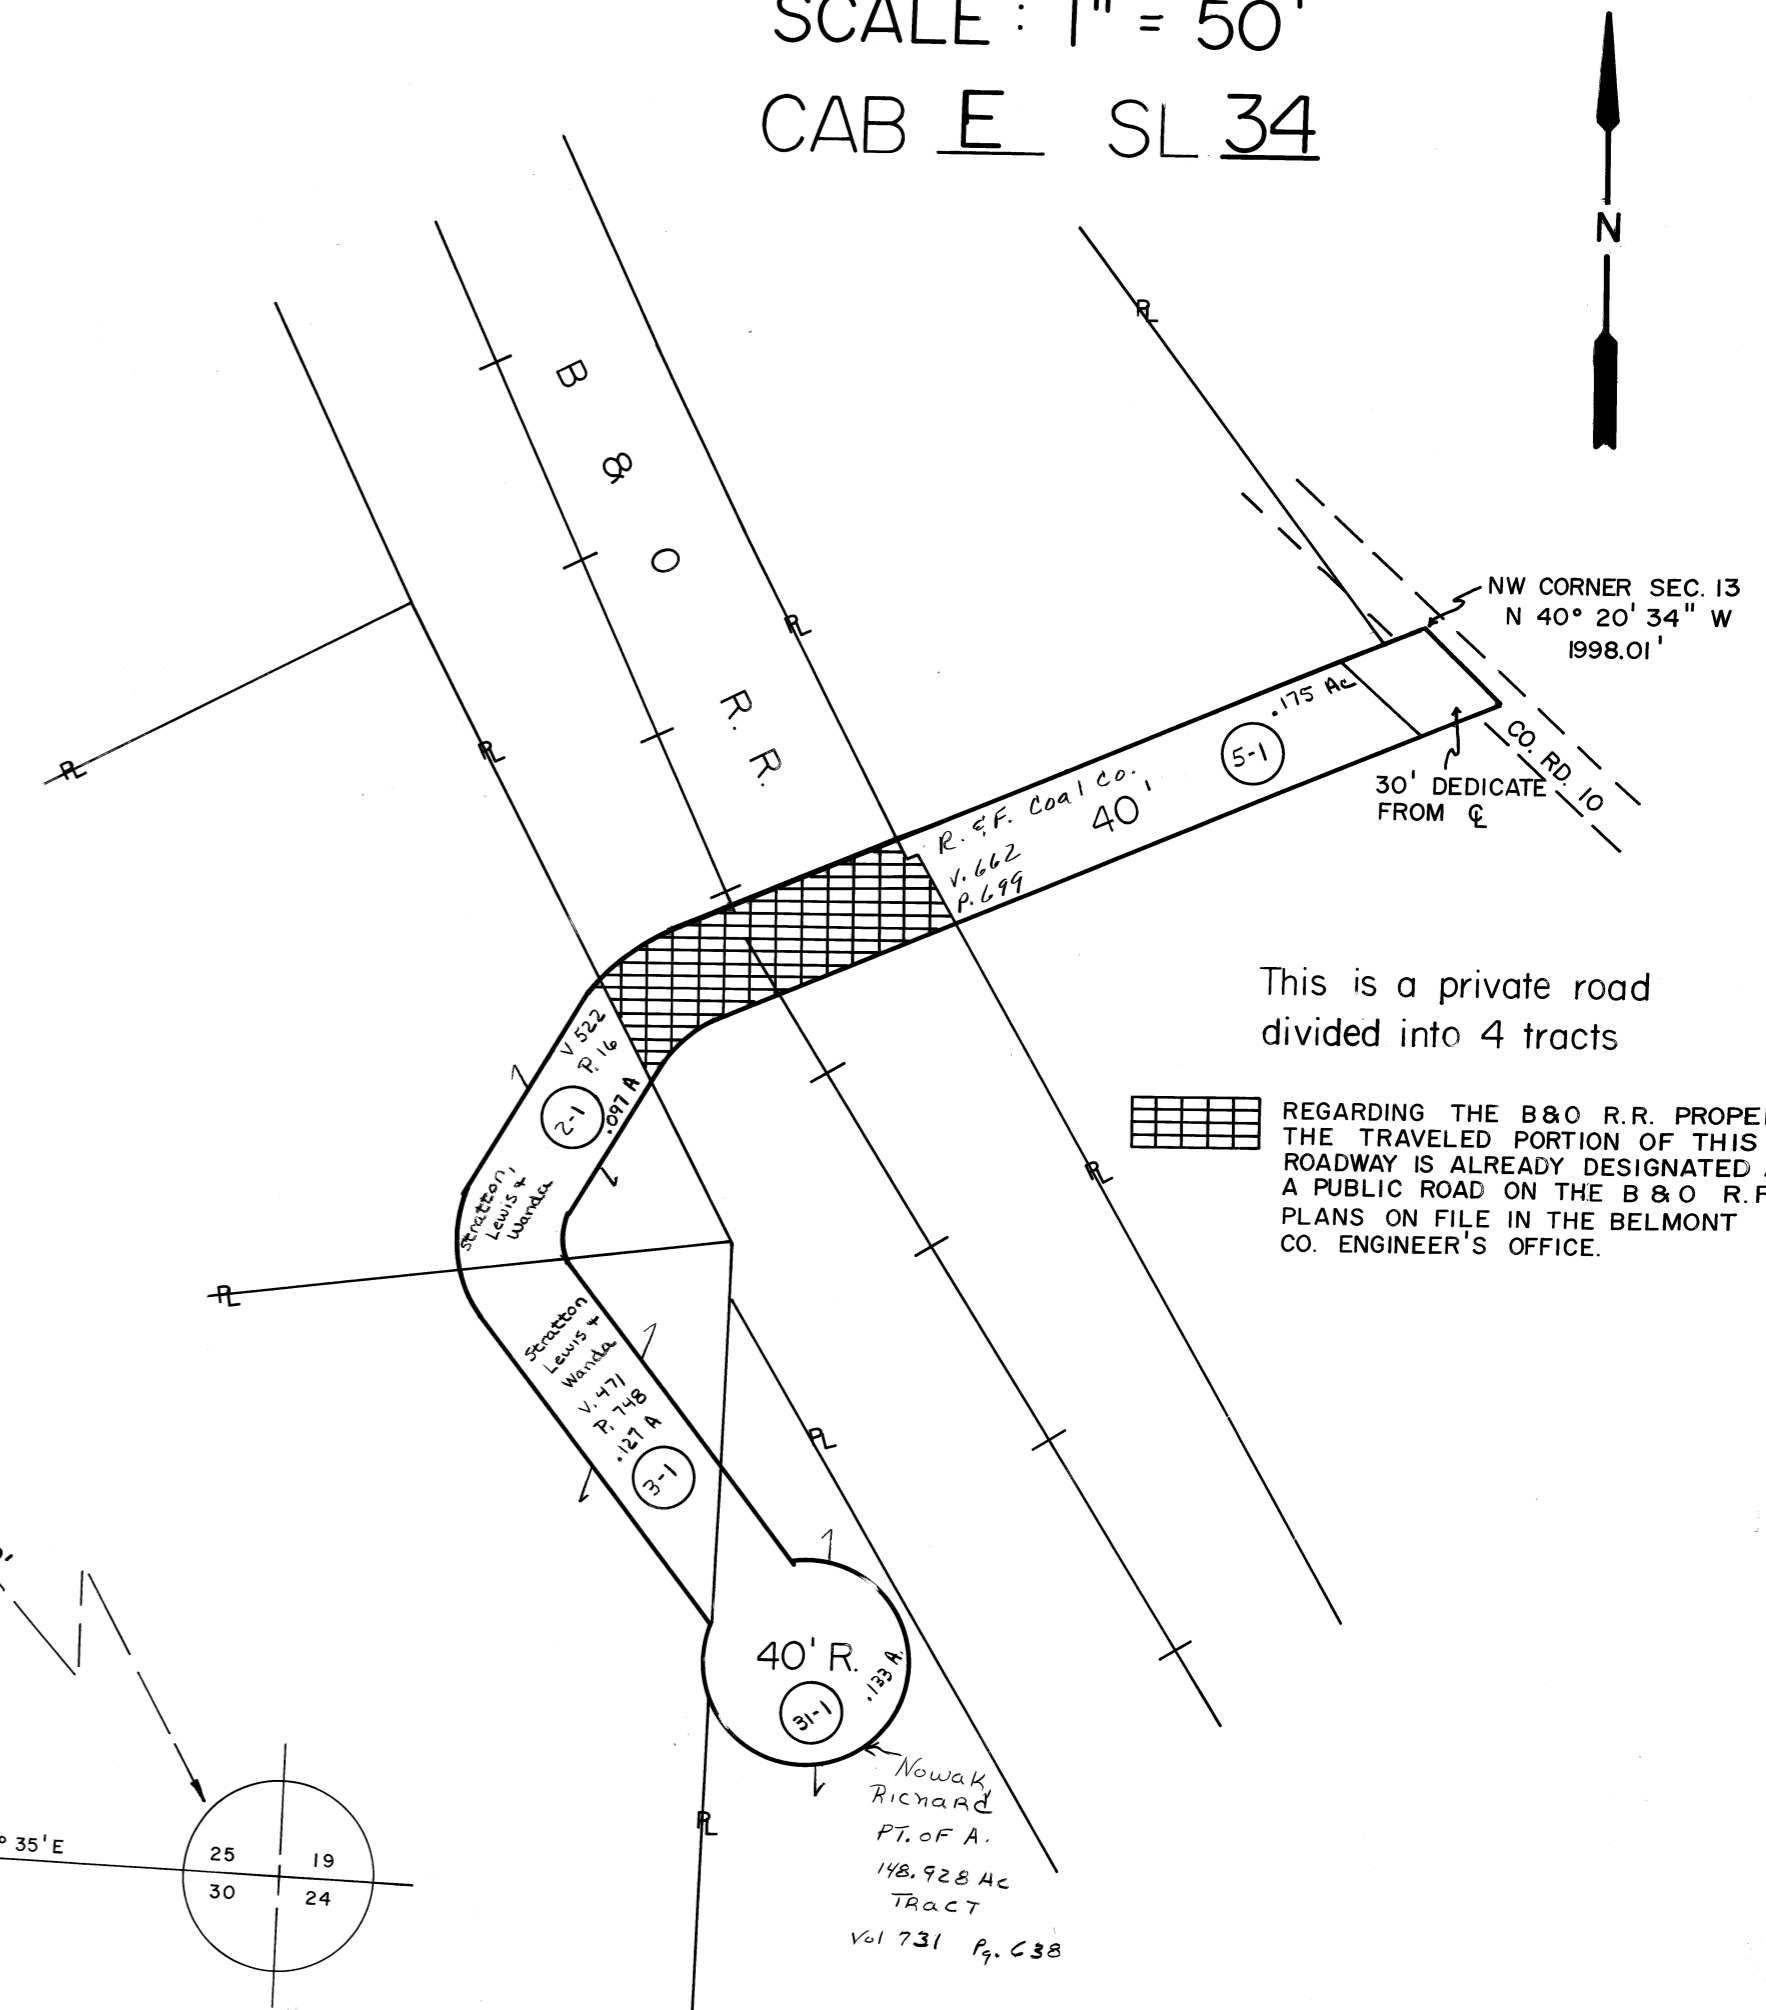 SCALE : 1" = 50'
CAB E SL 34
N
B & O R. R.
PL
PL
PL
PL
NW CORNER SEC. 13
N 40° 20' 34" W
1998.01'
.175 Ac
5-1
R. & F. Coal Co.
40'
V. 662
P. 699
CO. RD. 10
30' DEDICATE
FROM CL
This is a private road
divided into 4 tracts
REGARDING THE B&O R.R. PROPE
THE TRAVELED PORTION OF THIS
ROADWAY IS ALREADY DESIGNATED
A PUBLIC ROAD ON THE B & O R.R
PLANS ON FILE IN THE BELMONT
CO. ENGINEER'S OFFICE.
V 522
P. 16
2-1
.097 A
Stratton,
Lewis &
Wanda
PL
PL
Stratton
Lewis &
Wanda
V. 471
P. 748
.127 A
3-1
PL
40' R.
.133 A.
31-1
Nowak,
Richard
PT. OF A.
148.928 Ac
TRACT
Vol 731 Pg. 638
PL
° 35' E
25 19
30 24